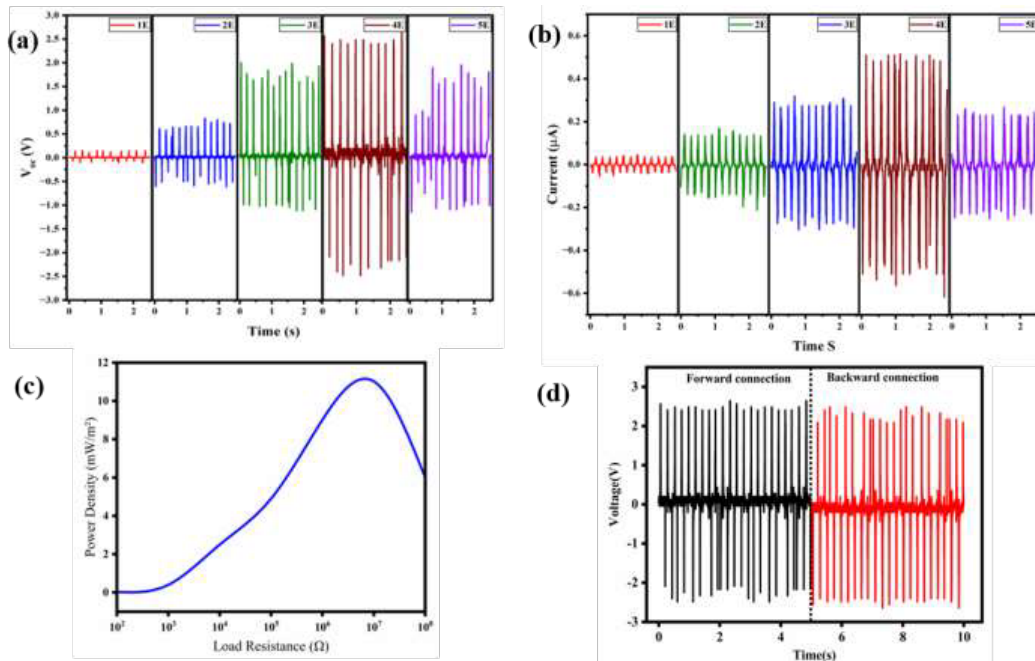 (a)
1E 2E 3E 4E 5E
3.0
2.5
2.0
1.5
1.0
0.5
0.0
−0.5
−1.0
−1.5
−2.0
−2.5
−3.0
Voc (V)
0 1 2 0 1 2 0 1 2 0 1 2 0 1 2
Time (s)
(b)
1E 2E 3E 4E 5E
0.6
0.4
0.2
0.0
−0.2
−0.4
−0.6
Current (μA)
0 1 2 0 1 2 0 1 2 0 1 2 0 1 2
Time S
(c)
12
10
8
6
4
2
0
Power Density (mW/m²)
10² 10³ 10⁴ 10⁵ 10⁶ 10⁷ 10⁸
Load Resistance (Ω)
(d)
Forward connection Backward connection
3
2
1
0
-1
-2
-3
Voltage(V)
0 2 4 6 8 10
Time(s)